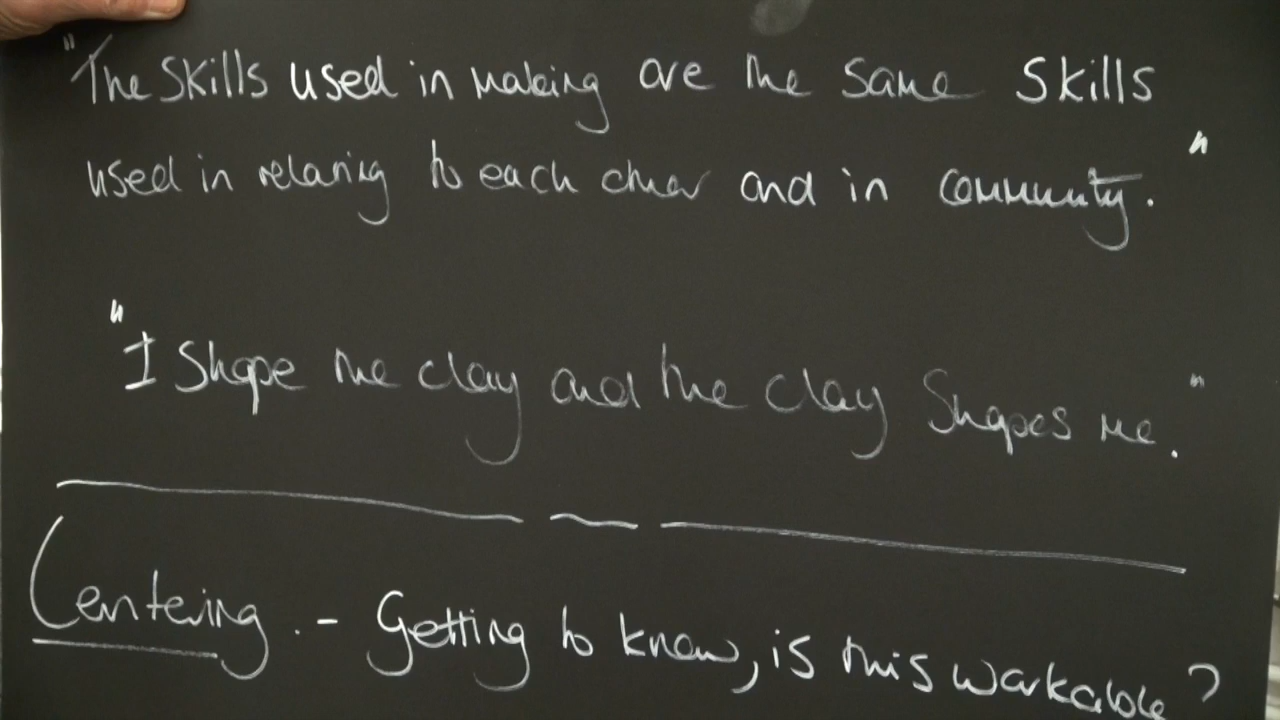 "The Skills used in making are the same skills
used in relating to each other and in community."
"I shape the clay and the clay shapes me."
Centering .- Getting to know, is this workable?